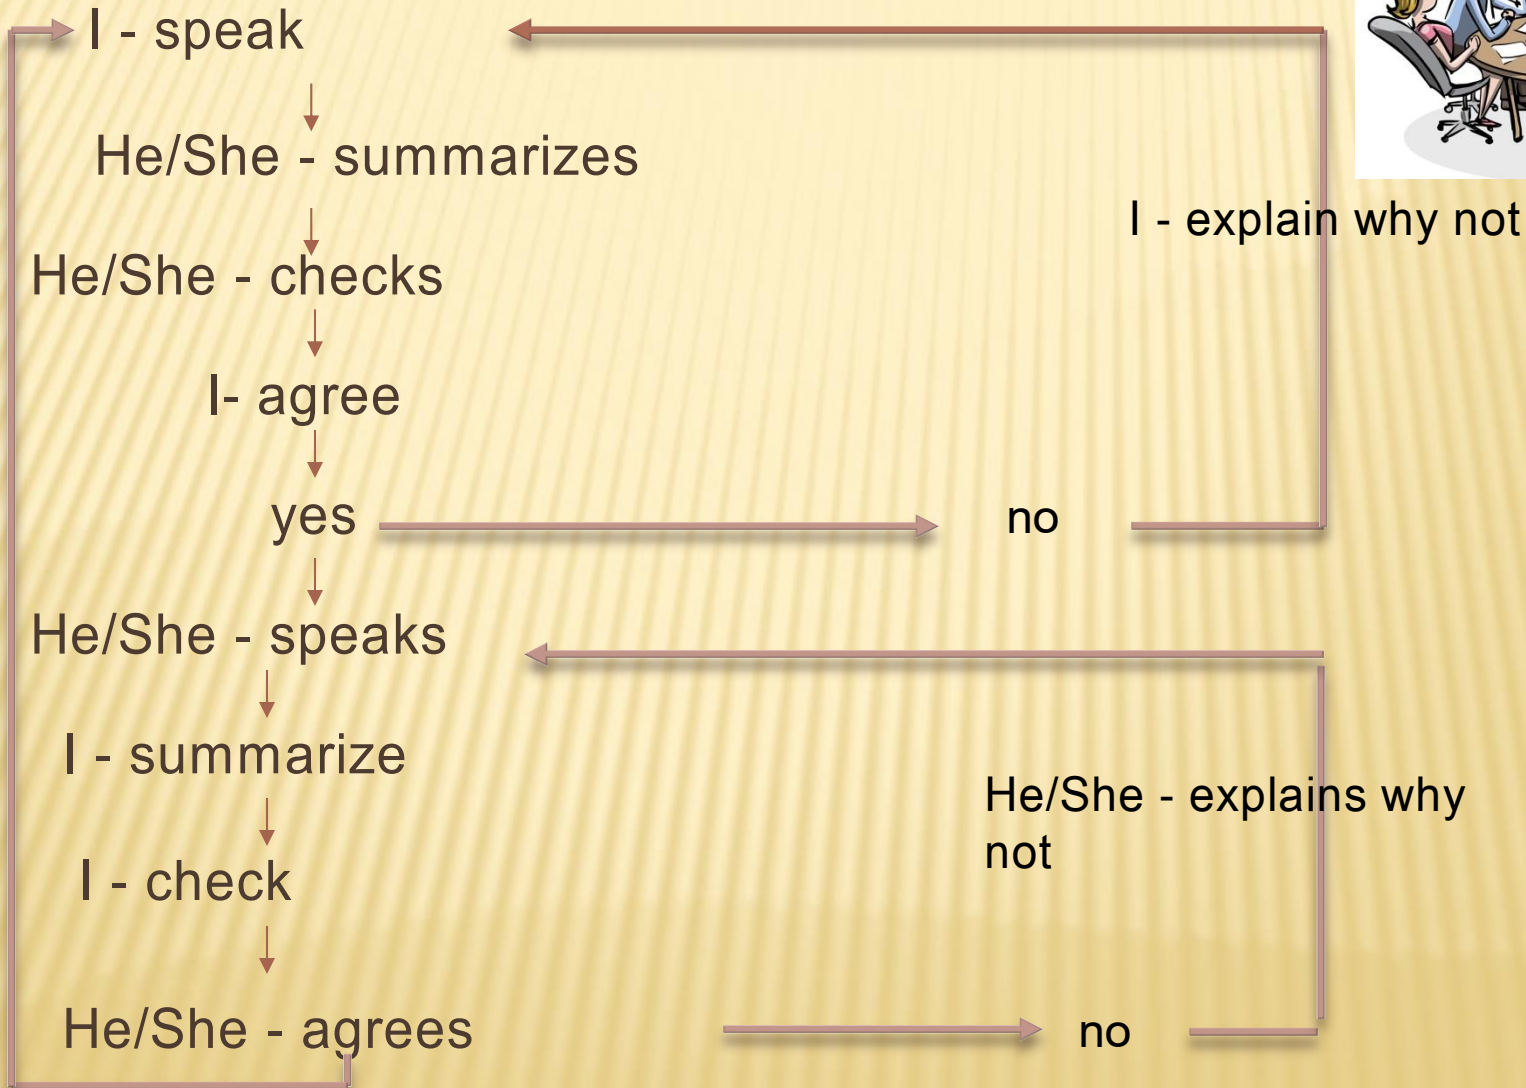 I - speak
He/She - summarizes
I - explain why not
He/She - checks
I- agree
yes
no
He/She - speaks
I - summarize
He/She - explains why
not
I - check
He/She - agrees
no